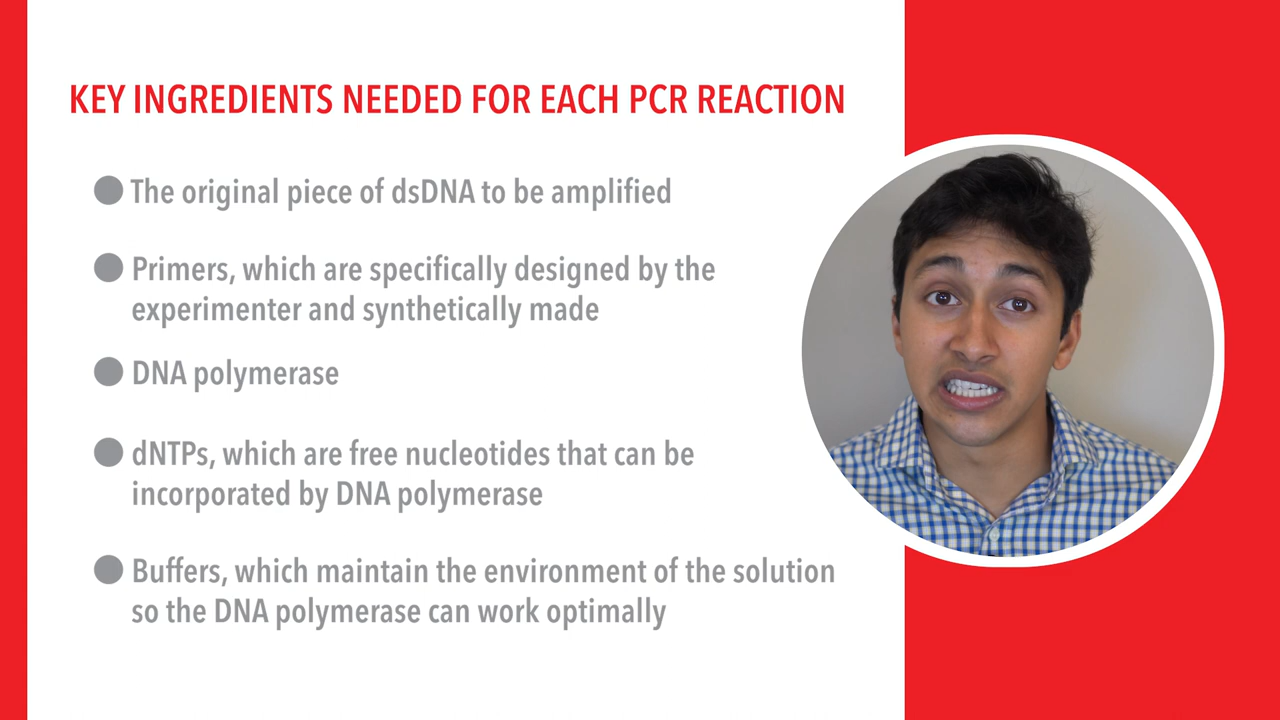 KEY INGREDIENTS NEEDED FOR EACH PCR REACTION
The original piece of dsDNA to be amplified
Primers, which are specifically designed by the
experimenter and synthetically made
DNA polymerase
dNTPs, which are free nucleotides that can be
incorporated by DNA polymerase
Buffers, which maintain the environment of the solution
so the DNA polymerase can work optimally